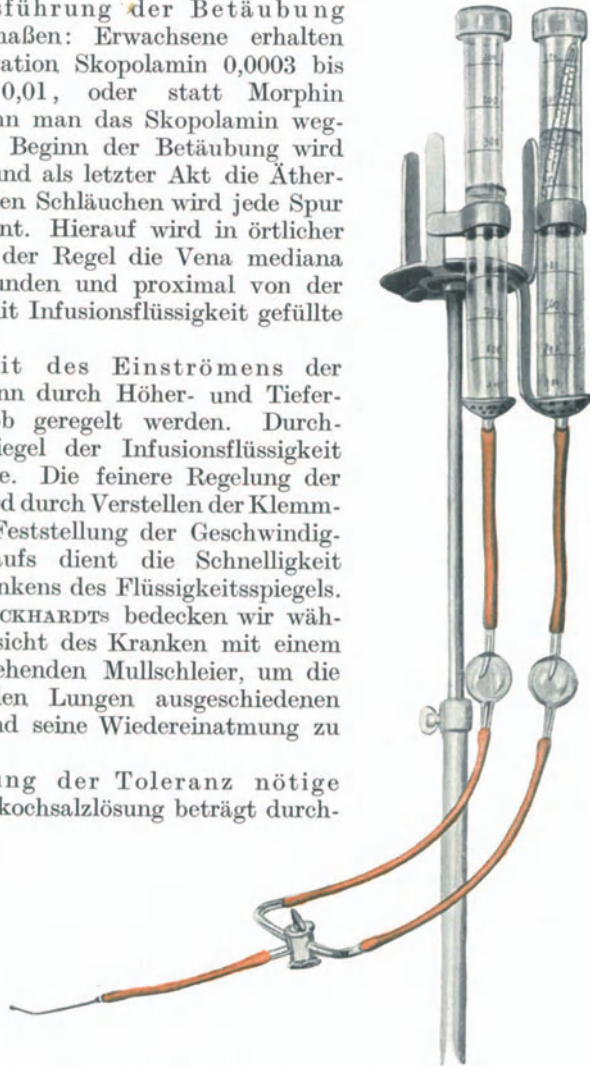 sführung der Betäubung
naßen: Erwachsene erhalten
ation Skopolamin 0,0003 bis
0,01, oder statt Morphin
nn man das Skopolamin weg-
Beginn der Betäubung wird
und als letzter Akt die Äther-
en Schläuchen wird jede Spur
nt. Hierauf wird in örtlicher
der Regel die Vena mediana
unden und proximal von der
it Infusionsflüssigkeit gefüllte
it des Einströmens der
nn durch Höher- und Tiefer-
b geregelt werden. Durch-
iegel der Infusionsflüssigkeit
e. Die feinere Regelung der
d durch Verstellen der Klemm-
Feststellung der Geschwindig-
ufs dient die Schnelligkeit
nkens des Flüssigkeitsspiegels.
CKHARDTs bedecken wir wäh-
sicht des Kranken mit einem
ehenden Mullschleier, um die
en Lungen ausgeschiedenen
nd seine Wiedereinatmung zu
ung der Toleranz nötige
kochsalzlösung beträgt durch-